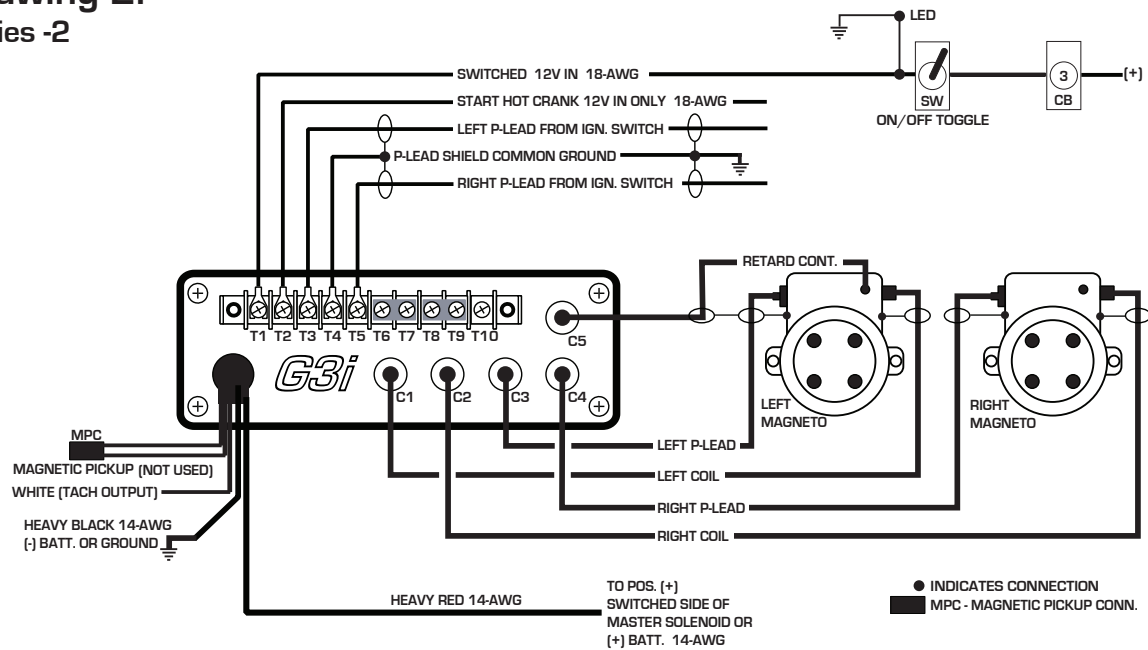 ies -2
LED
SWITCHED 12V IN 18-AWG
(+)
3
SW
CB
START HOT CRANK 12V IN ONLY 18-AWG
ON/OFF TOGGLE
LEFT P-LEAD FROM IGN. SWITCH
P-LEAD SHIELD COMMON GROUND
RIGHT P-LEAD FROM IGN. SWITCH
RETARD CONT.
T1 T2 T3 T4 T5 T6 T7 T8 T9 T10
C5
G3i
C1 C2 C3 C4
LEFT
MAGNETO
RIGHT
MAGNETO
MPC
MAGNETIC PICKUP (NOT USED)
WHITE (TACH OUTPUT)
HEAVY BLACK 14-AWG
(-) BATT. OR GROUND
LEFT P-LEAD
LEFT COIL
RIGHT P-LEAD
RIGHT COIL
HEAVY RED 14-AWG
TO POS. (+)
SWITCHED SIDE OF
MASTER SOLENOID OR
(+) BATT. 14-AWG
INDICATES CONNECTION
MPC - MAGNETIC PICKUP CONN.